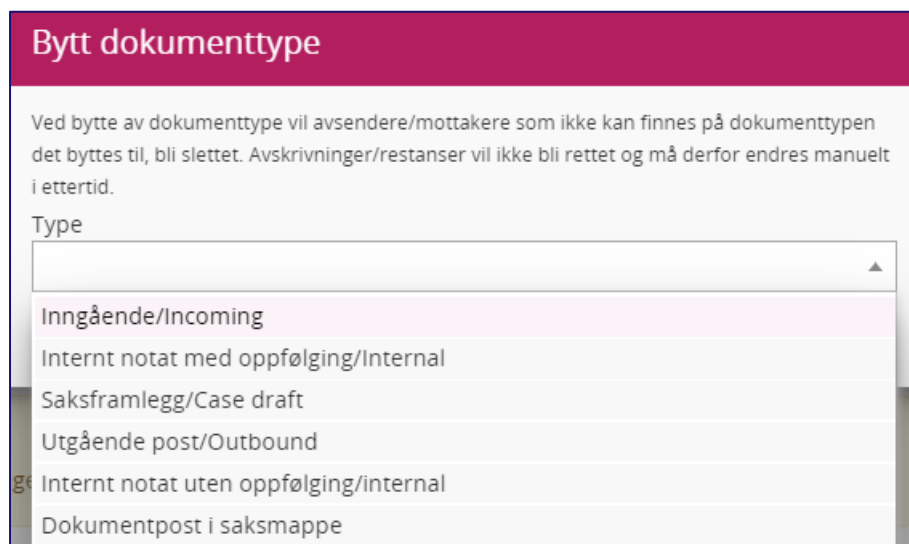 Bytt dokumenttype
Ved bytte av dokumenttype vil avsendere/mottakere som ikke kan finnes på dokumenttypen
det byttes til, bli slettet. Avskrivninger/restanser vil ikke bli rettet og må derfor endres manuelt
i ettertid.
Type
Inngående/Incoming
Internt notat med oppfølging/Internal
Saksframlegg/Case draft
Utgående post/Outbound
Internt notat uten oppfølging/internal
Dokumentpost i saksmappe